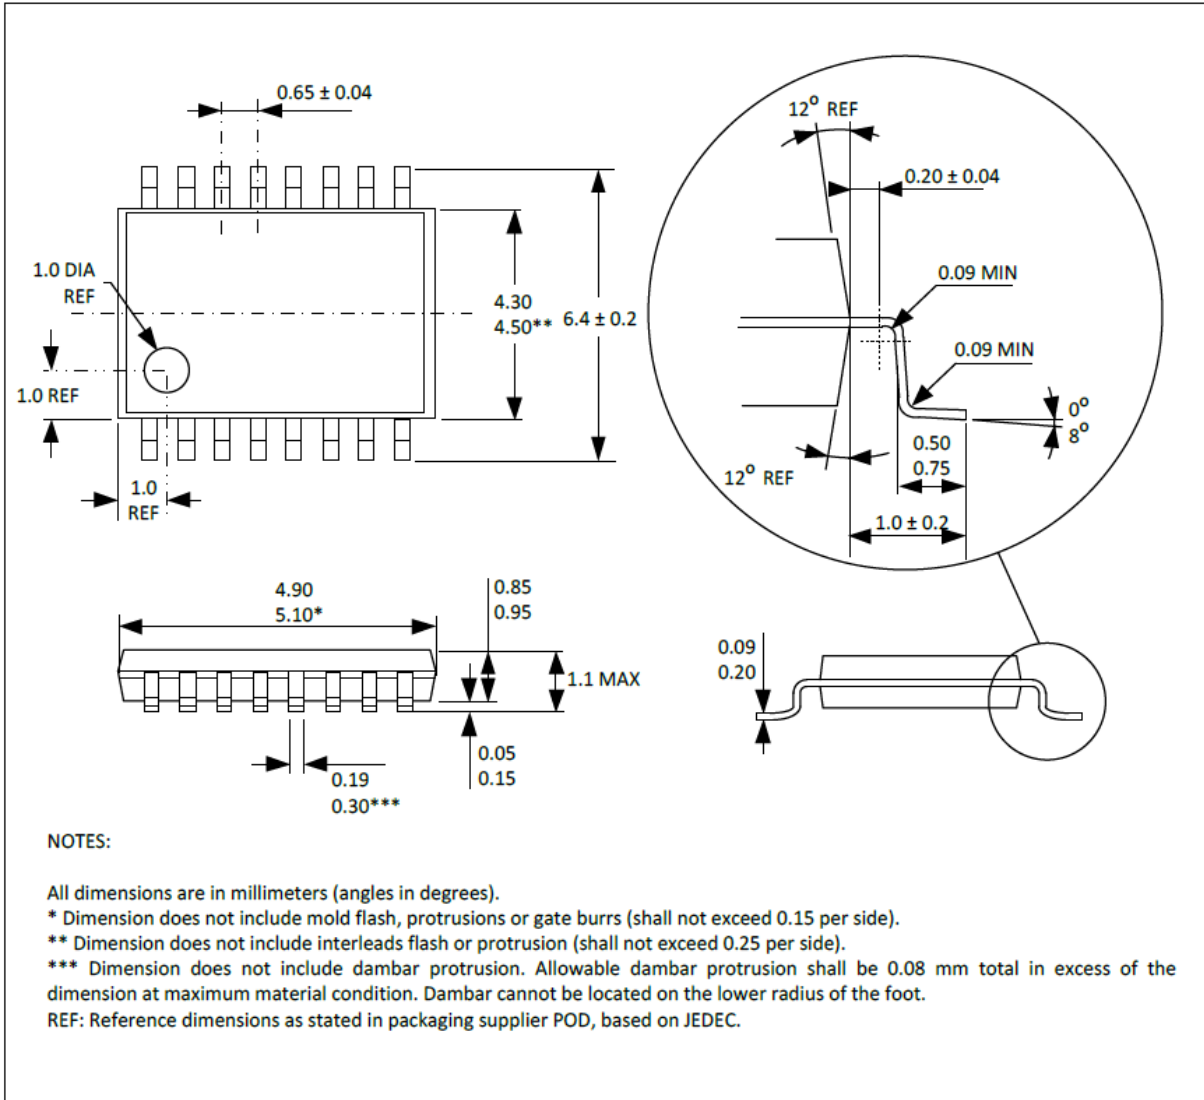 0.65 ± 0.04
12° REF
0.20 ± 0.04
1.0 DIA
REF
0.09 MIN
4.30
4.50** 6.4 ± 0.2
0.09 MIN
1.0 REF
0°
8°
0.50
0.75
12° REF
1.0
REF
1.0 ± 0.2
4.90
5.10*
0.85
0.95
1.1 MAX
0.09
0.20
0.05
0.15
0.19
0.30***
NOTES:
All dimensions are in millimeters (angles in degrees).
* Dimension does not include mold flash, protrusions or gate burrs (shall not exceed 0.15 per side).
** Dimension does not include interleads flash or protrusion (shall not exceed 0.25 per side).
*** Dimension does not include dambar protrusion. Allowable dambar protrusion shall be 0.08 mm total in excess of the
dimension at maximum material condition. Dambar cannot be located on the lower radius of the foot.
REF: Reference dimensions as stated in packaging supplier POD, based on JEDEC.